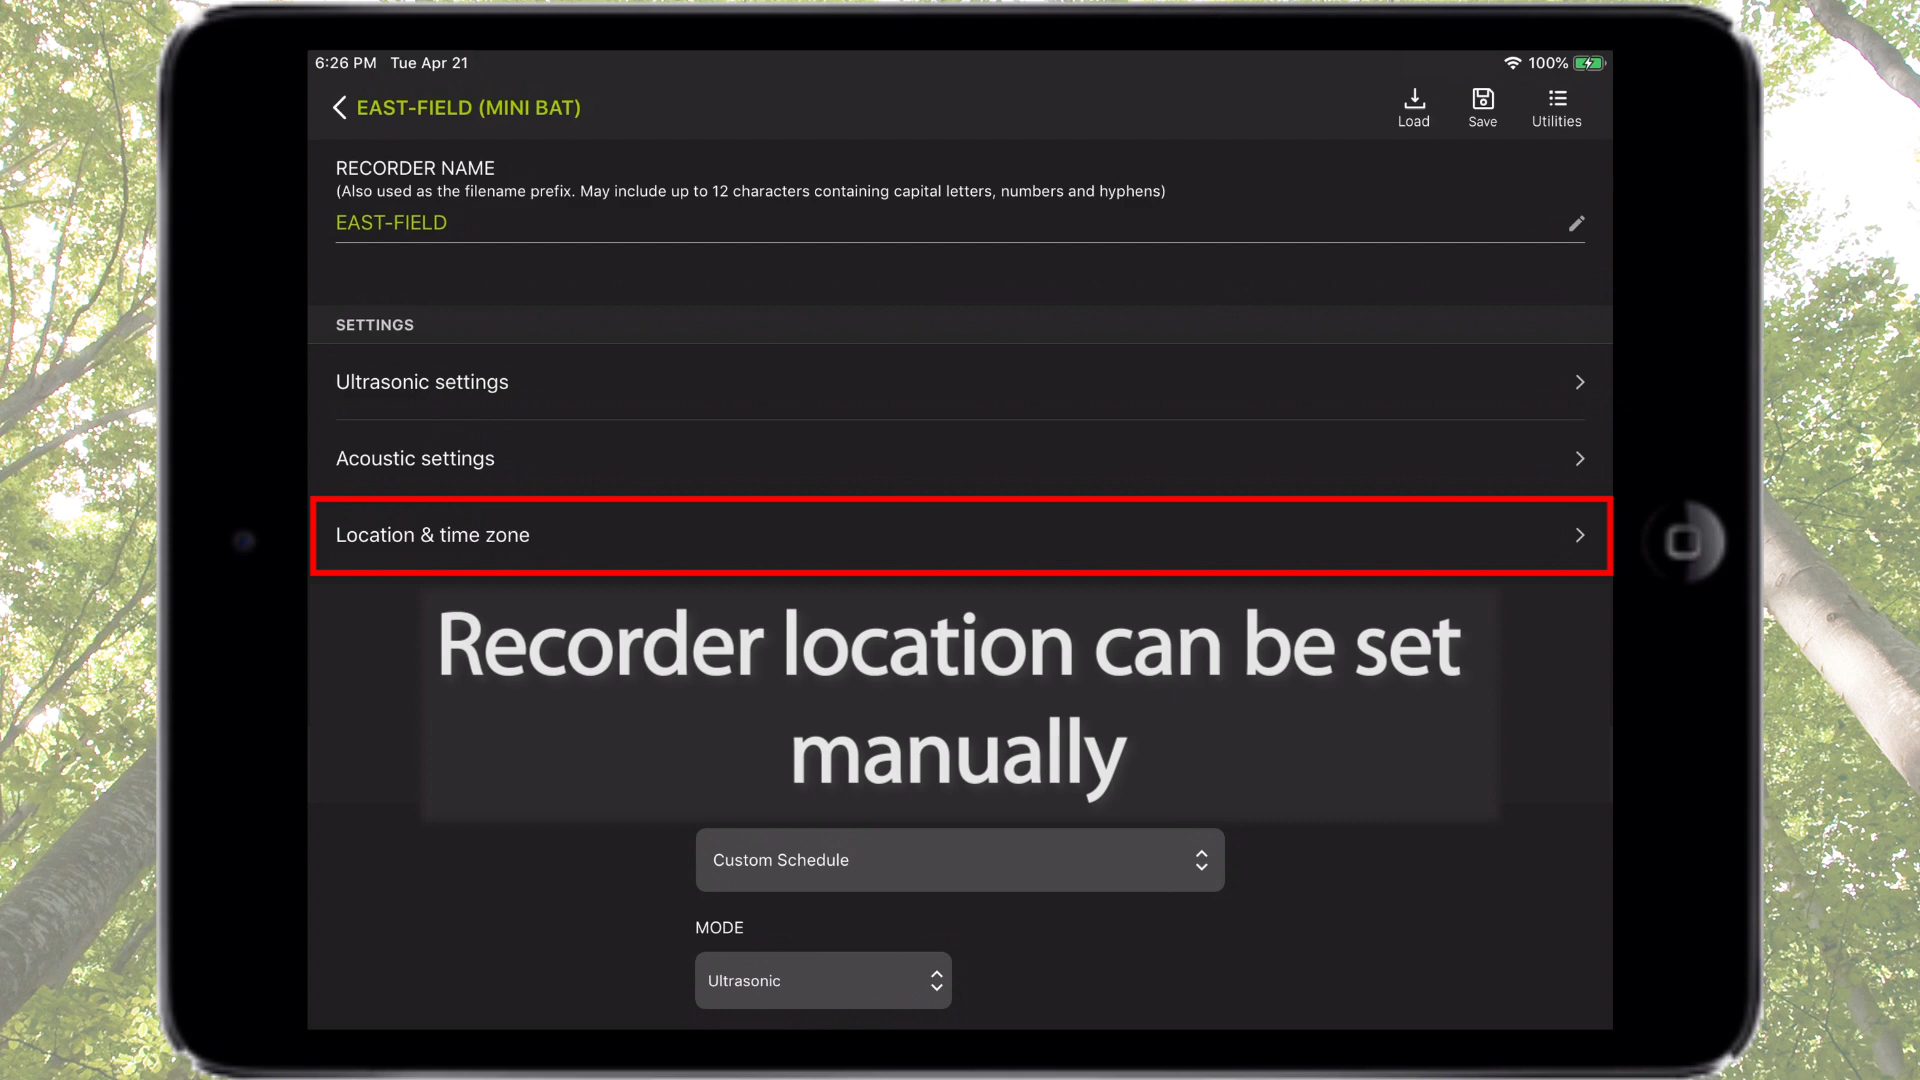 6:26 PM Tue Apr 21
100%
EAST-FIELD (MINI BAT)
Load
Save
Utilities
RECORDER NAME
(Also used as the filename prefix. May include up to 12 characters containing capital letters, numbers and hyphens)
EAST-FIELD
SETTINGS
Ultrasonic settings
Acoustic settings
Location & time zone
Recorder location can be set
manually
Custom Schedule
MODE
Ultrasonic